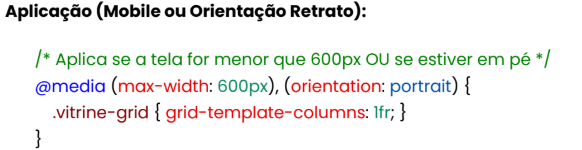 Aplicação (Mobile ou Orientação Retrato):
/* Aplica se a tela for menor que 600px OU se estiver em pé */
@media (max-width: 600px), (orientation: portrait) {
.vitrine-grid { grid-template-columns: 1fr; }
}